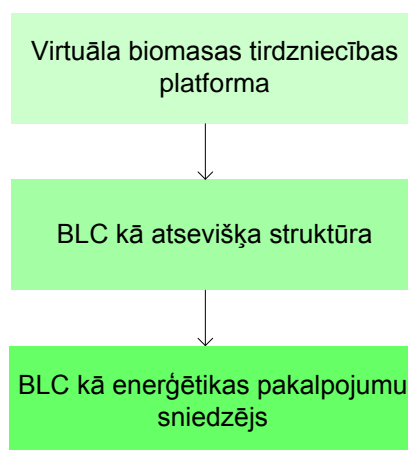 Virtuāla biomasas tirdzniecības
platforma
BLC kā atsevišķa struktūra
BLC kā enerģētikas pakalpojumu
sniedzējs